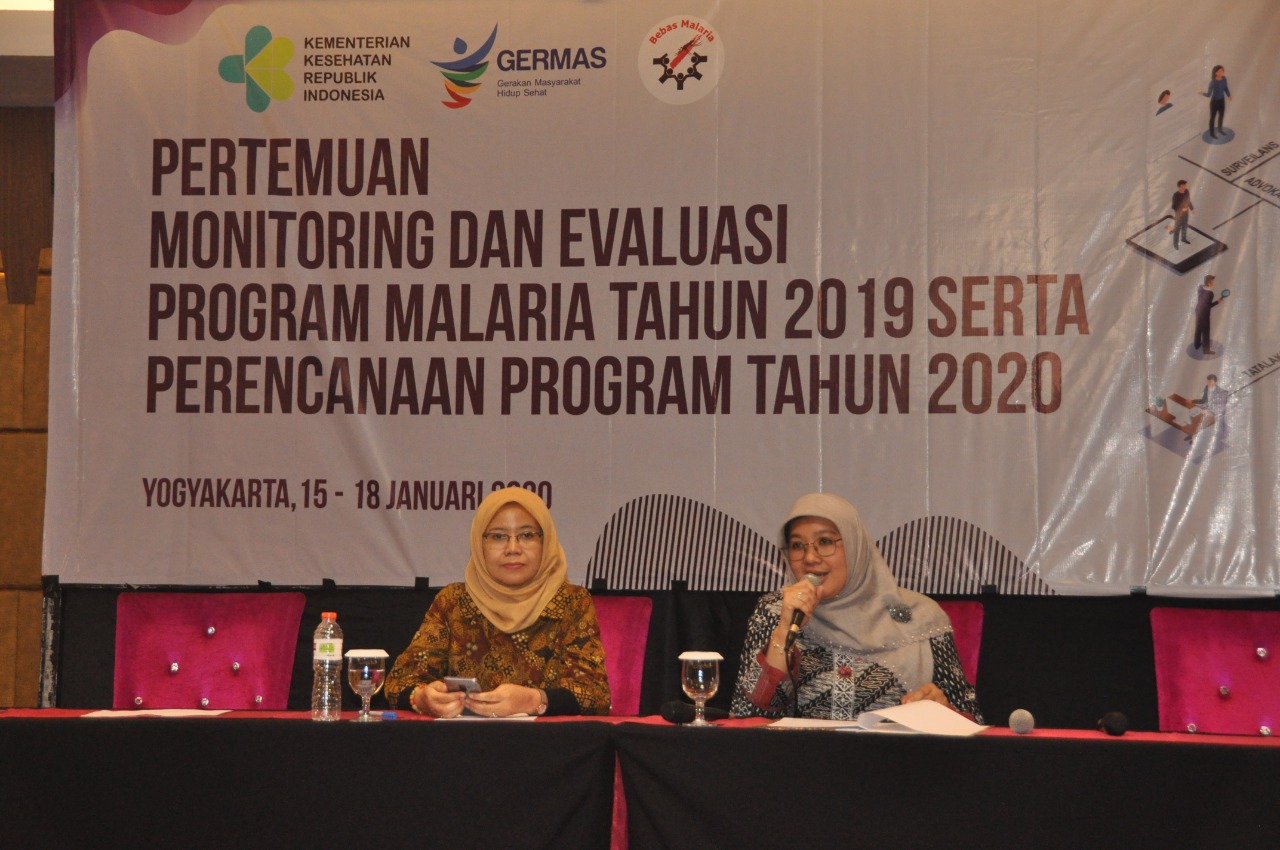 KEMENTERIAN
KESEHATAN
REPUBLIK
INDONESIA
GERMAS
Gerakan Masyarakat
Hidup Sehat
Bebas Malaria
PERTEMUAN
MONITORING DAN EVALUASI
PROGRAM MALARIA TAHUN 2019 SERTA
PERENCANAAN PROGRAM TAHUN 2020
YOGYAKARTA, 15 - 18 JANUARI 2020
SURVEILANS